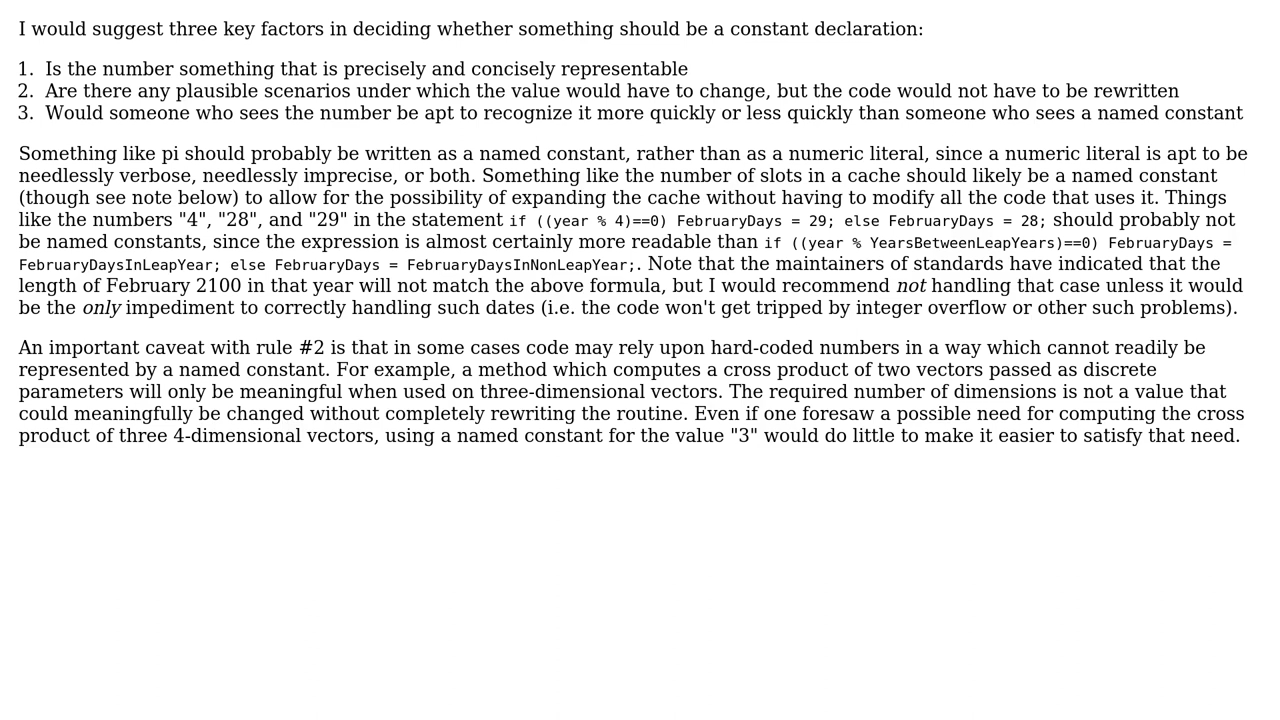 I would suggest three key factors in deciding whether something should be a constant declaration:
1. Is the number something that is precisely and concisely representable
2. Are there any plausible scenarios under which the value would have to change, but the code would not have to be rewritten
3. Would someone who sees the number be apt to recognize it more quickly or less quickly than someone who sees a named constant
Something like pi should probably be written as a named constant, rather than as a numeric literal, since a numeric literal is apt to be
needlessly verbose, needlessly imprecise, or both. Something like the number of slots in a cache should likely be a named constant
(though see note below) to allow for the possibility of expanding the cache without having to modify all the code that uses it. Things
like the numbers "4", "28", and "29" in the statement if ((year % 4)==0) FebruaryDays = 29; else FebruaryDays = 28; should probably not
be named constants, since the expression is almost certainly more readable than if ((year % YearsBetweenLeapYears)==0) FebruaryDays =
FebruaryDaysInLeapYear; else FebruaryDays = FebruaryDaysInNonLeapYear;. Note that the maintainers of standards have indicated that the
length of February 2100 in that year will not match the above formula, but I would recommend not handling that case unless it would
be the only impediment to correctly handling such dates (i.e. the code won't get tripped by integer overflow or other such problems).
An important caveat with rule #2 is that in some cases code may rely upon hard-coded numbers in a way which cannot readily be
represented by a named constant. For example, a method which computes a cross product of two vectors passed as discrete
parameters will only be meaningful when used on three-dimensional vectors. The required number of dimensions is not a value that
could meaningfully be changed without completely rewriting the routine. Even if one foresaw a possible need for computing the cross
product of three 4-dimensional vectors, using a named constant for the value "3" would do little to make it easier to satisfy that need.